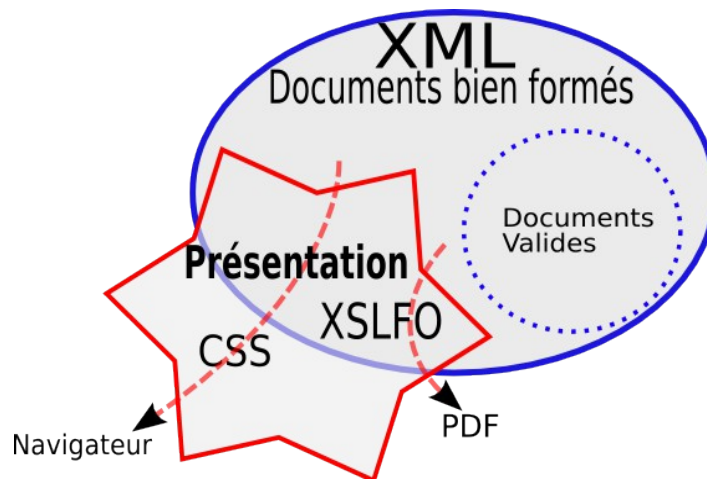 XML
Documents bien formés
Documents
Valides
Présentation
XSLFO
CSS
PDF
Navigateur